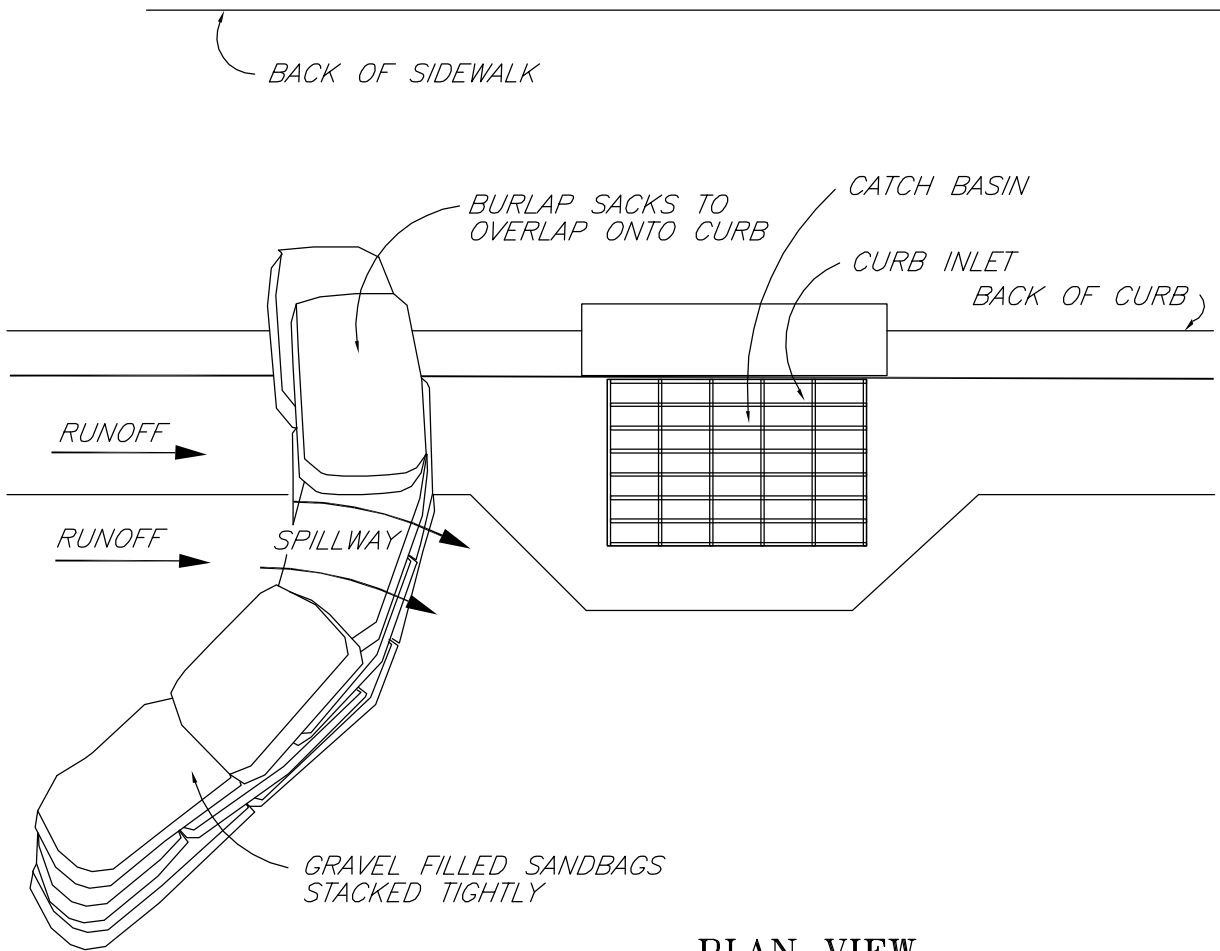 BACK OF SIDEWALK
BURLAP SACKS TO
OVERLAP ONTO CURB
CATCH BASIN
CURB INLET
BACK OF CURB
RUNOFF
RUNOFF
SPILLWAY
GRAVEL FILLED SANDBAGS
STACKED TIGHTLY
PLAN VIEW